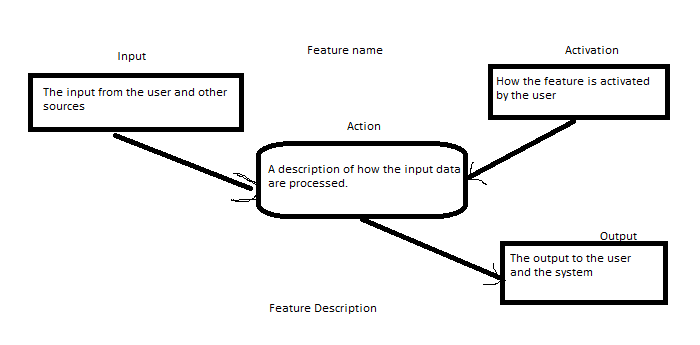 Feature name
Input
Activation
The input from the user and other
sources
How the feature is activated
by the user
Action
A description of how the input data
are processed.
Output
The output to the user
and the system
Feature Description